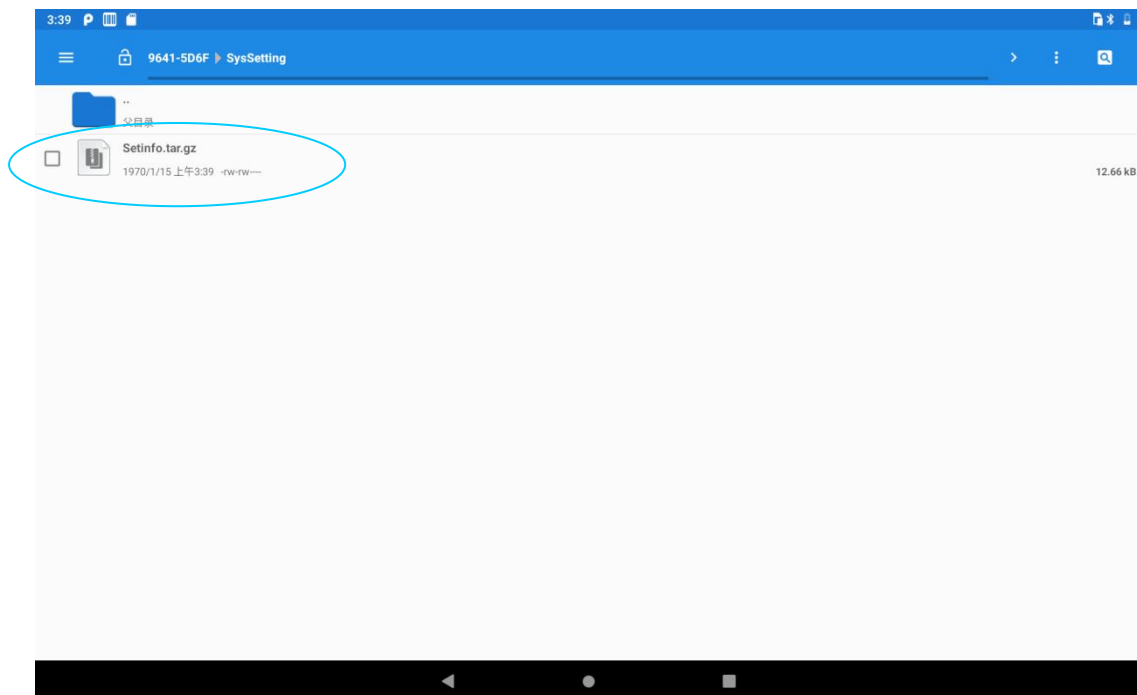 3:39
9641-5D6F SysSetting
..
父目录
Setinfo.tar.gz
1970/1/15 上午3:39 -rw-rw----
12.66 kB